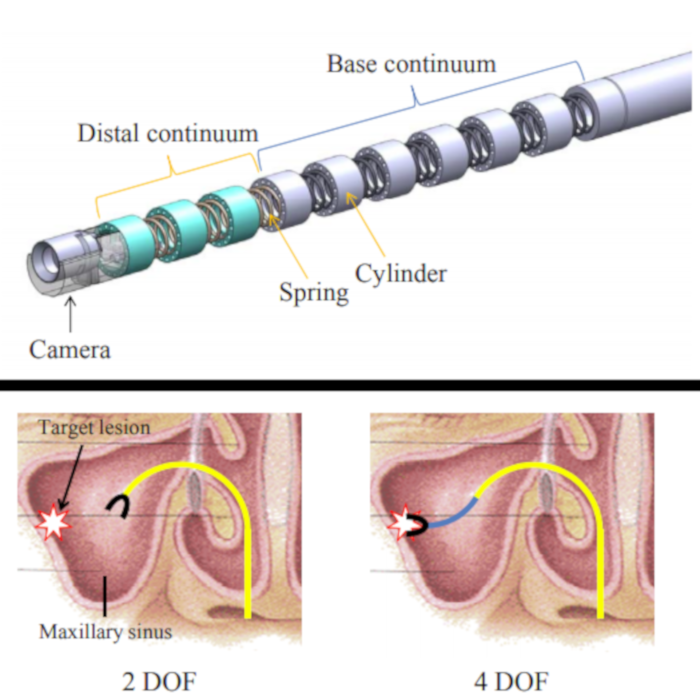 Base continuum
Distal continuum
Cylinder
Spring
Camera
Target lesion
Maxillary sinus
2 DOF
4 DOF